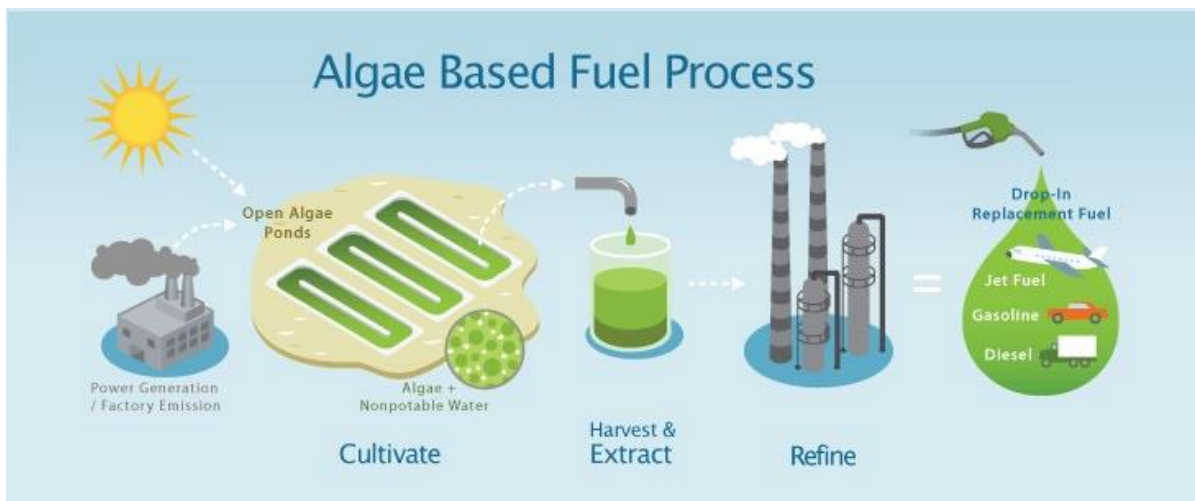 Algae Based Fuel Process
Open Algae
Ponds
Power Generation
/ Factory Emission
Algae +
Nonpotable Water
Cultivate
Harvest &
Extract
Refine
=
Drop-In
Replacement Fuel
Jet Fuel
Gasoline
Diesel